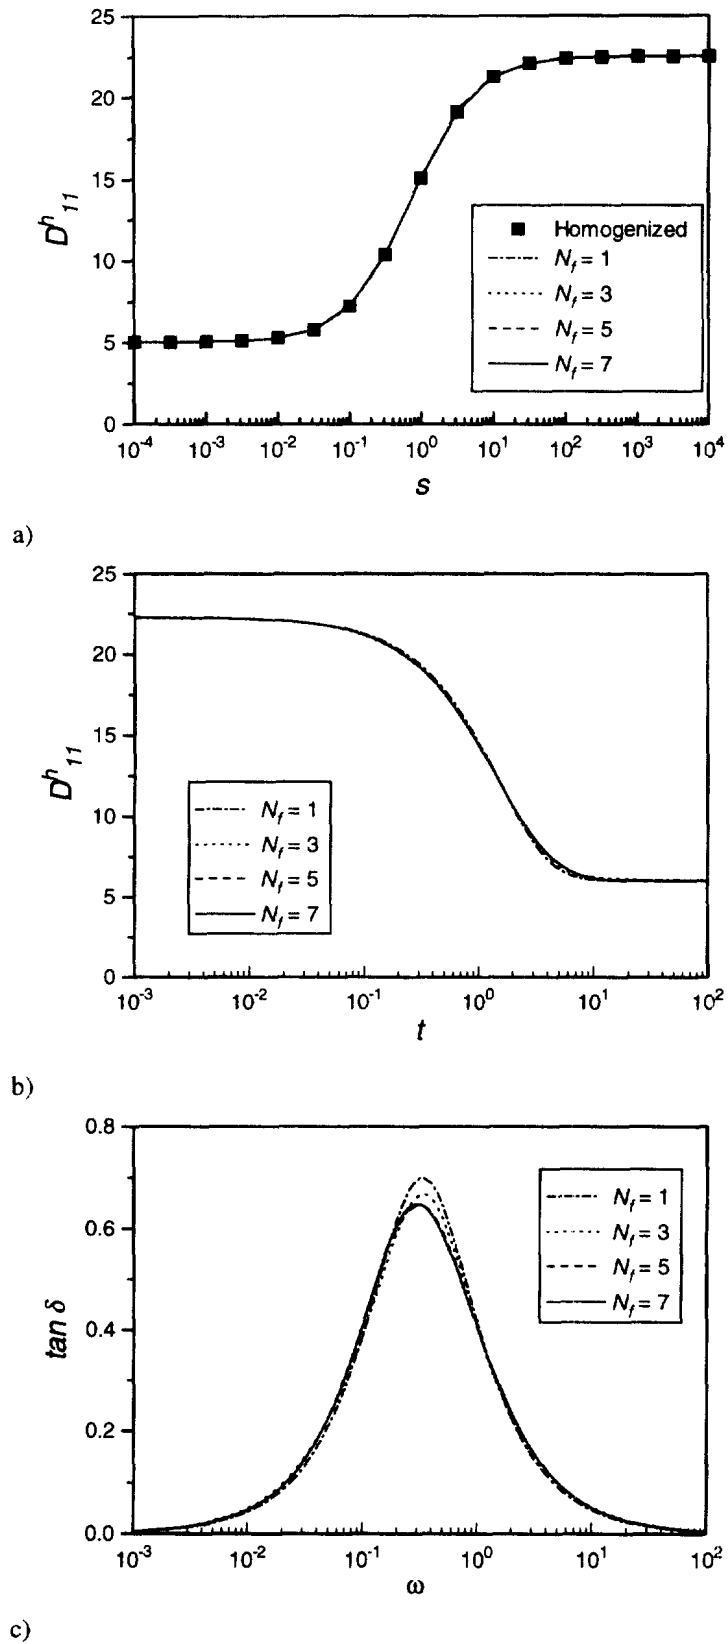 25
20
15
10
5
0
D^h_11
■ Homogenized
N_f = 1
N_f = 3
N_f = 5
N_f = 7
10^-4 10^-3 10^-2 10^-1 10^0 10^1 10^2 10^3 10^4
s
a)
25
20
15
10
5
0
D^h_11
N_f = 1
N_f = 3
N_f = 5
N_f = 7
10^-3 10^-2 10^-1 10^0 10^1 10^2
t
b)
0.8
0.6
0.4
0.2
0.0
tan δ
N_f = 1
N_f = 3
N_f = 5
N_f = 7
10^-3 10^-2 10^-1 10^0 10^1 10^2
ω
c)